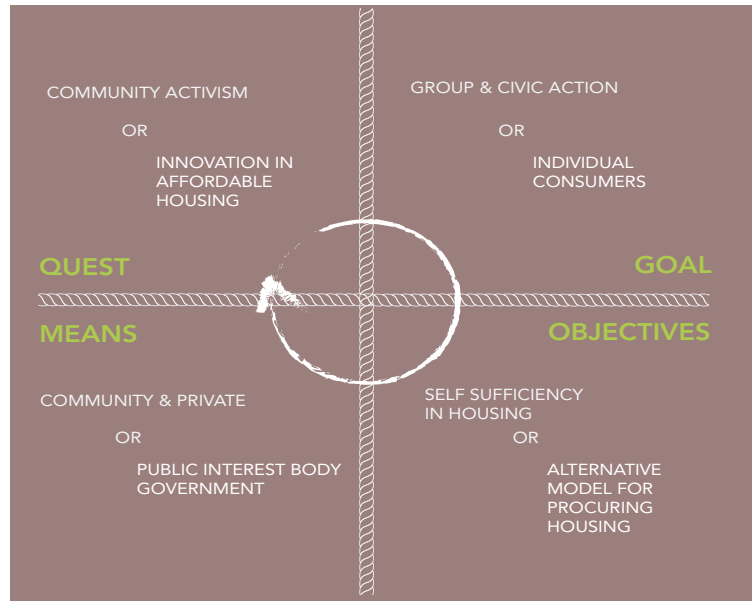 COMMUNITY ACTIVISM
OR
INNOVATION IN
AFFORDABLE
HOUSING
QUEST
GROUP & CIVIC ACTION
OR
INDIVIDUAL
CONSUMERS
GOAL
MEANS
COMMUNITY & PRIVATE
OR
PUBLIC INTEREST BODY
GOVERNMENT
OBJECTIVES
SELF SUFFICIENCY
IN HOUSING
OR
ALTERNATIVE
MODEL FOR
PROCURING
HOUSING